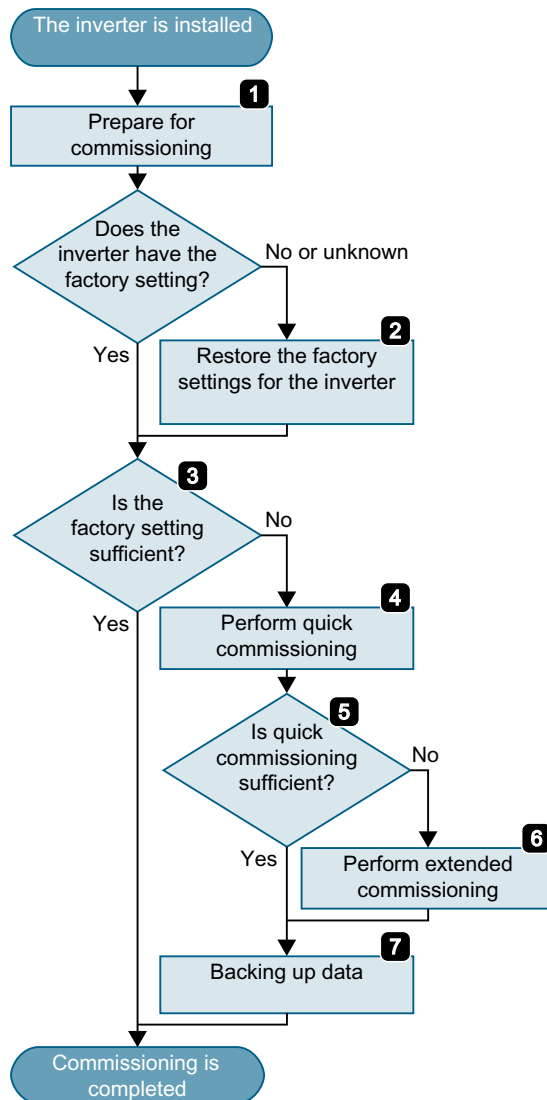 The inverter is installed
1
Prepare for
commissioning
Does the
inverter have the
factory setting?
No or unknown
Yes
2
Restore the factory
settings for the inverter
3
Is the
factory setting
sufficient?
No
Yes
4
Perform quick
commissioning
5
Is quick
commissioning
sufficient?
No
Yes
6
Perform extended
commissioning
7
Backing up data
Commissioning is
completed